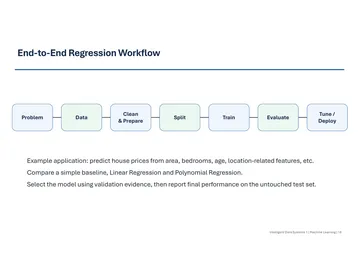 End-to-End Regression Workflow
Problem
Data
Clean
& Prepare
Split
Train
Evaluate
Tune /
Deploy
Example application: predict house prices from area, bedrooms, age, location-related features, etc.
Compare a simple baseline, Linear Regression and Polynomial Regression.
Select the model using validation evidence, then report final performance on the untouched test set.